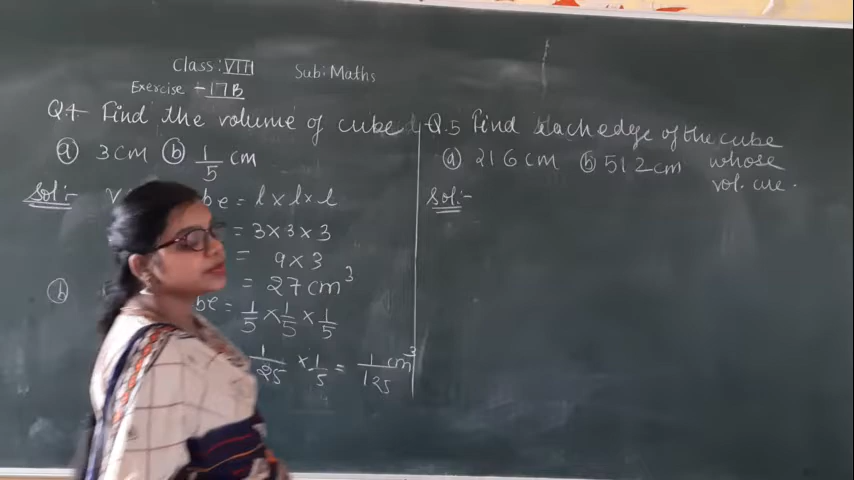 Class : VIII Sub: Maths
Exercise - 17B
Q.4 Find the volume of cube
(a) 3 cm (b) 1/5 cm
Sol:- V be = l x l x l
= 3 x 3 x 3
= 9 x 3
= 27 cm³
(b) be = 1/5 x 1/5 x 1/5
1/25 x 1/5 = 1/125 cm³
Q.5 Find each edge of the cube
(a) 216 cm (b) 512 cm whose
vol. are.
Sol:-